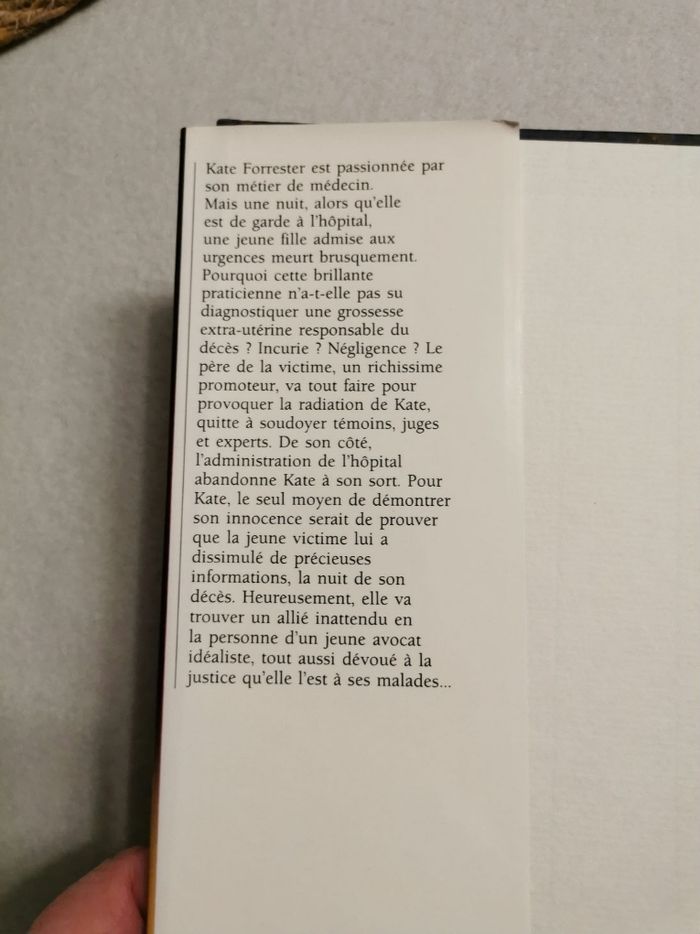 Kate Forrester est passionnée par
son métier de médecin.
Mais une nuit, alors qu'elle
est de garde à l'hôpital,
une jeune fille admise aux
urgences meurt brusquement.
Pourquoi cette brillante
praticienne n'a-t-elle pas su
diagnostiquer une grossesse
extra-utérine responsable du
décès ? Incurie ? Négligence ? Le
père de la victime, un richissime
promoteur, va tout faire pour
provoquer la radiation de Kate,
quitte à soudoyer témoins, juges
et experts. De son côté,
l'administration de l'hôpital
abandonne Kate à son sort. Pour
Kate, le seul moyen de démontrer
son innocence serait de prouver
que la jeune victime lui a
dissimulé de précieuses
informations, la nuit de son
décès. Heureusement, elle va
trouver un allié inattendu en
la personne d'un jeune avocat
idéaliste, tout aussi dévoué à la
justice qu'elle l'est à ses malades...